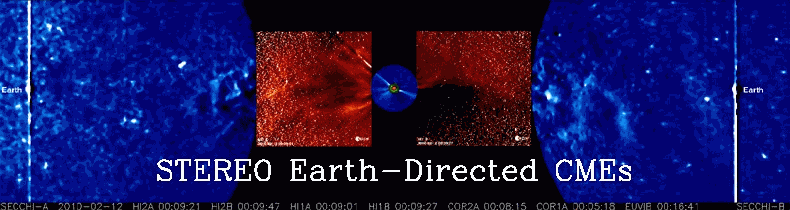 Earth
Earth
STEREO Earth-Directed CMEs
SECCHI-A 2010-02-12 HI2A 00:09:21 HI2B 00:09:47 HI1A 00:09:01 HI1B 00:09:27 COR2A 00:08:15 COR1A 00:05:18 EUVIB 00:16:41 SECCHI-B